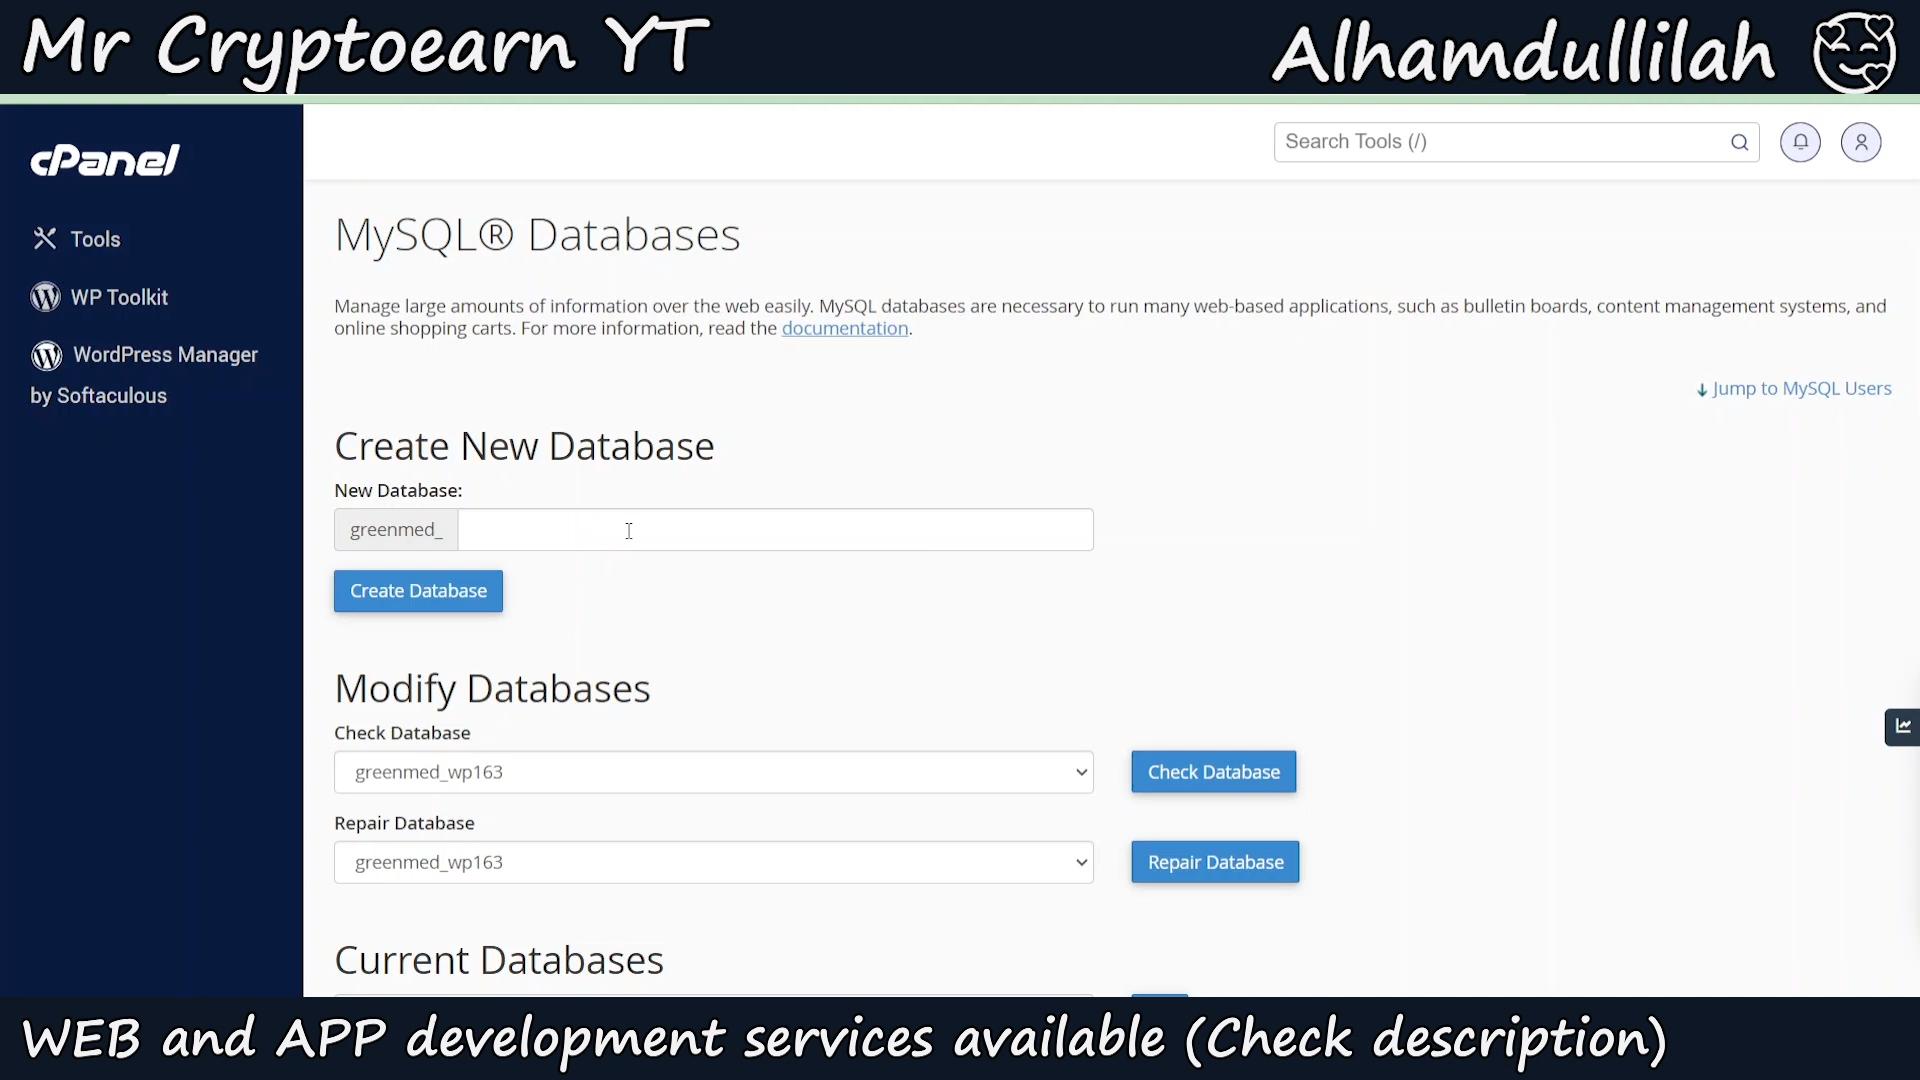 Mr Cryptoearn YT
Alhamdullilah
cPanel
Search Tools (/)
Tools
WP Toolkit
WordPress Manager
by Softaculous
MySQL® Databases
Manage large amounts of information over the web easily. MySQL databases are necessary to run many web-based applications, such as bulletin boards, content management systems, and
online shopping carts. For more information, read the documentation.
Jump to MySQL Users
Create New Database
New Database:
greenmed_
Create Database
Modify Databases
Check Database
greenmed_wp163
Check Database
Repair Database
greenmed_wp163
Repair Database
Current Databases
WEB and APP development services available (Check description)